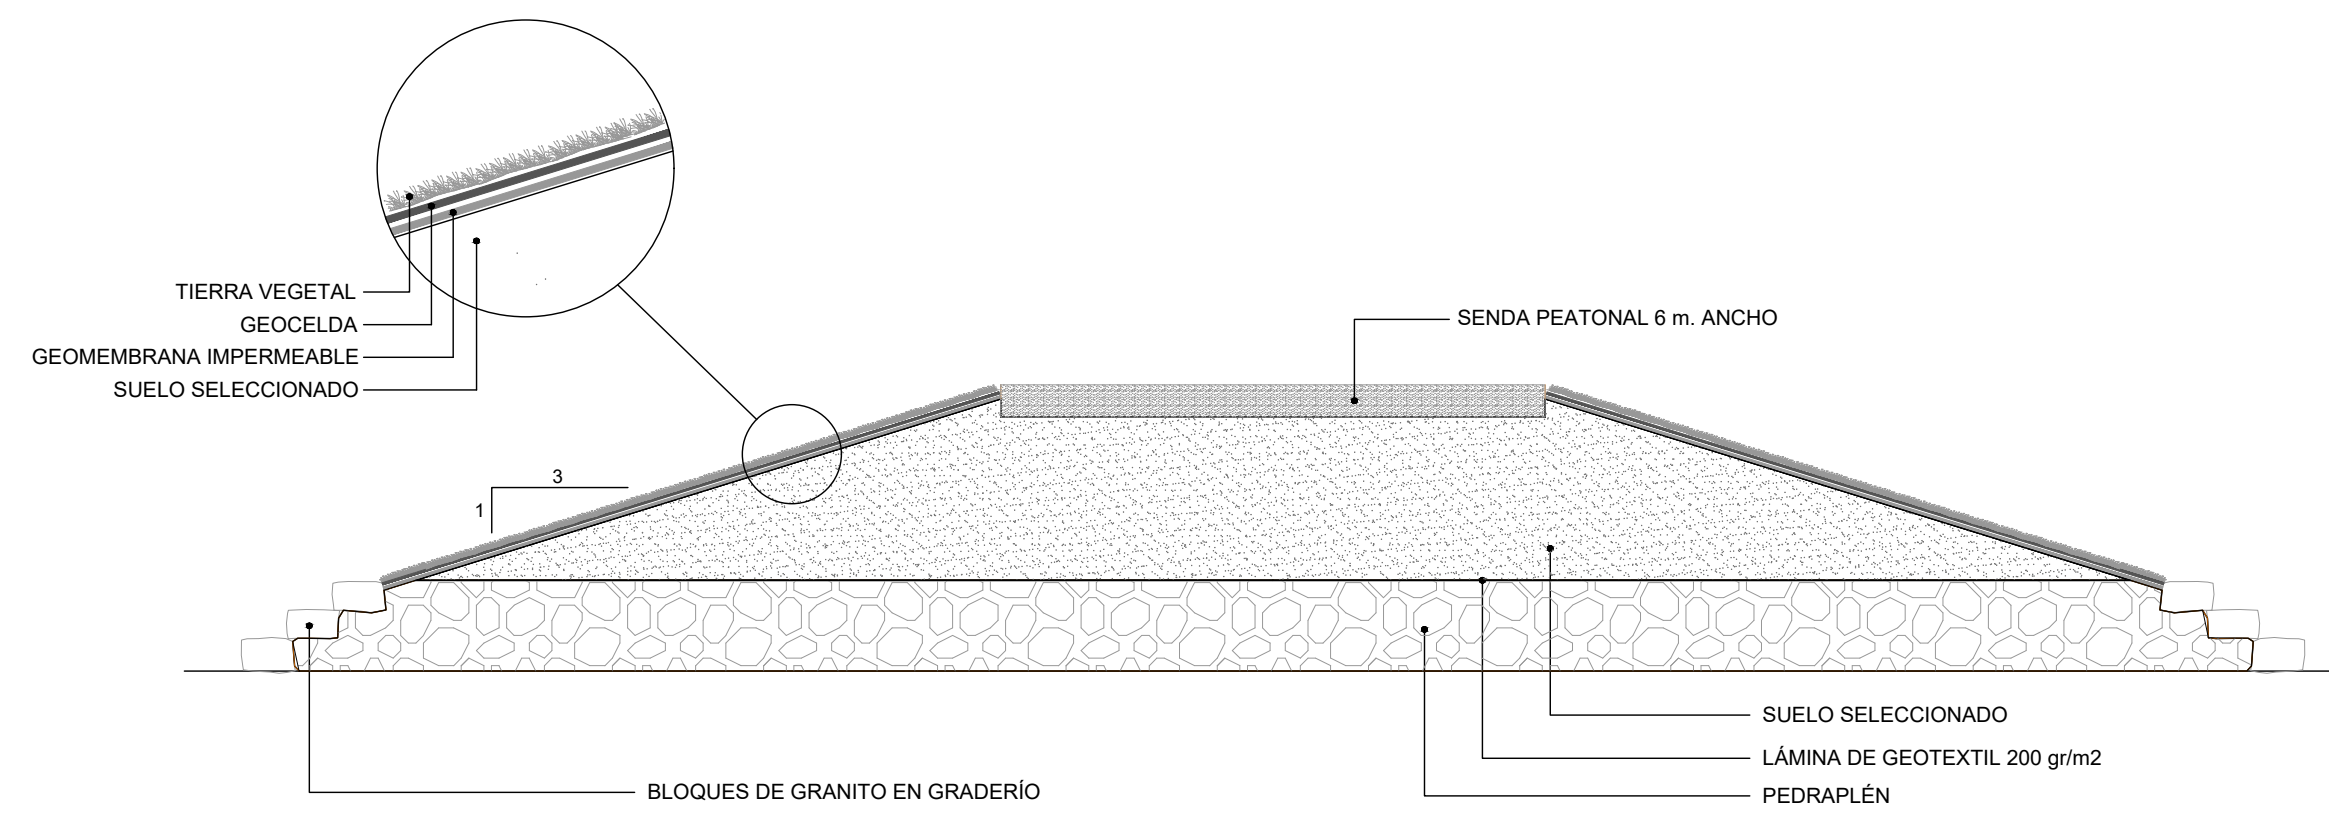 TIERRA VEGETAL
GEOCELDA
GEOMEMBRANA IMPERMEABLE
SUELO SELECCIONADO
SENDA PEATONAL 6 m. ANCHO
3
1
SUELO SELECCIONADO
LÁMINA DE GEOTEXTIL 200 gr/m2
BLOQUES DE GRANITO EN GRADERÍO
PEDRAPLÉN